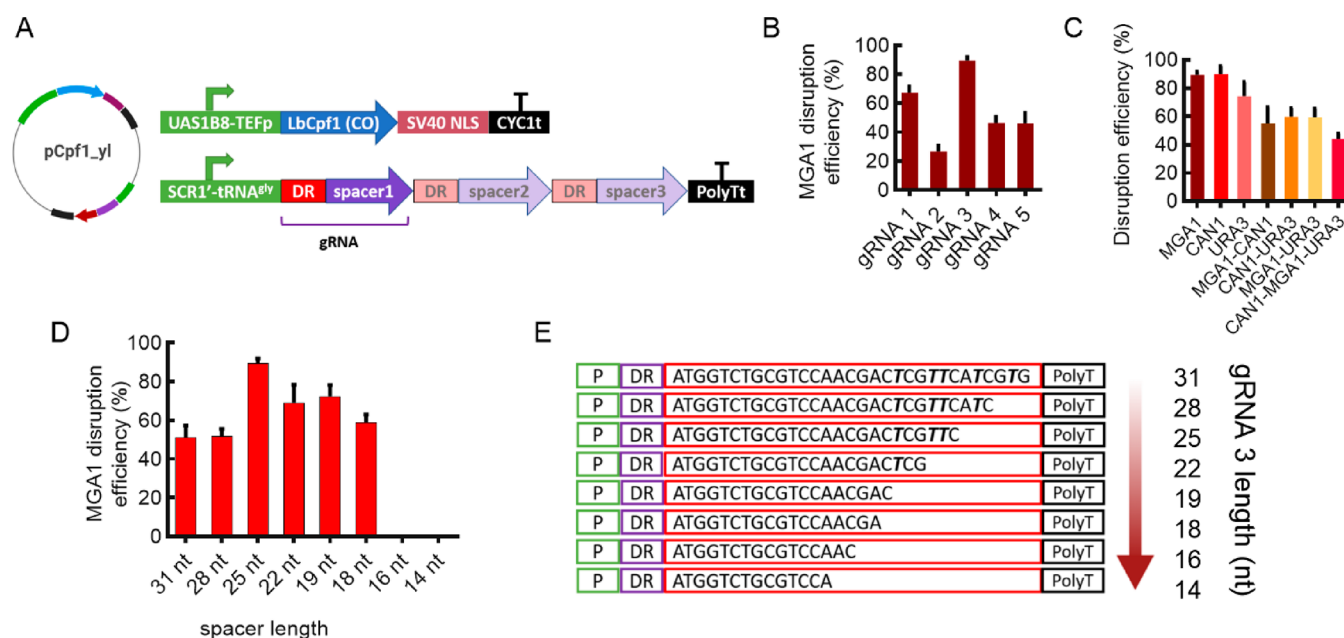 A
pCpf1_yl
UAS1B8-TEFp LbCpf1 (CO) SV40 NLS CYC1t
SCR1'-tRNAgly DR spacer1 DR spacer2 DR spacer3 PolyTt
gRNA
B
MGA1 disruption
efficiency (%)
100
80
60
40
20
0
gRNA 1
gRNA 2
gRNA 3
gRNA 4
gRNA 5
C
Disruption efficiency (%)
120
100
80
60
40
20
0
MGA1
CAN1
URA3
MGA1-CAN1
CAN1-URA3
MGA1-URA3
CAN1-MGA1-URA3
D
MGA1 disruption
efficiency (%)
100
80
60
40
20
0
31 nt
28 nt
25 nt
22 nt
19 nt
18 nt
16 nt
14 nt
spacer length
E
P DR ATGGTCTGCGTCCAACGACTCGTTCATCGTG PolyT 31
P DR ATGGTCTGCGTCCAACGACTCGTTCATC PolyT 28
P DR ATGGTCTGCGTCCAACGACTCGTTC PolyT 25
P DR ATGGTCTGCGTCCAACGACTCG PolyT 22
P DR ATGGTCTGCGTCCAACGAC PolyT 19
P DR ATGGTCTGCGTCCAACGA PolyT 18
P DR ATGGTCTGCGTCCAAC PolyT 16
P DR ATGGTCTGCGTCCA PolyT 14
gRNA 3 length (nt)